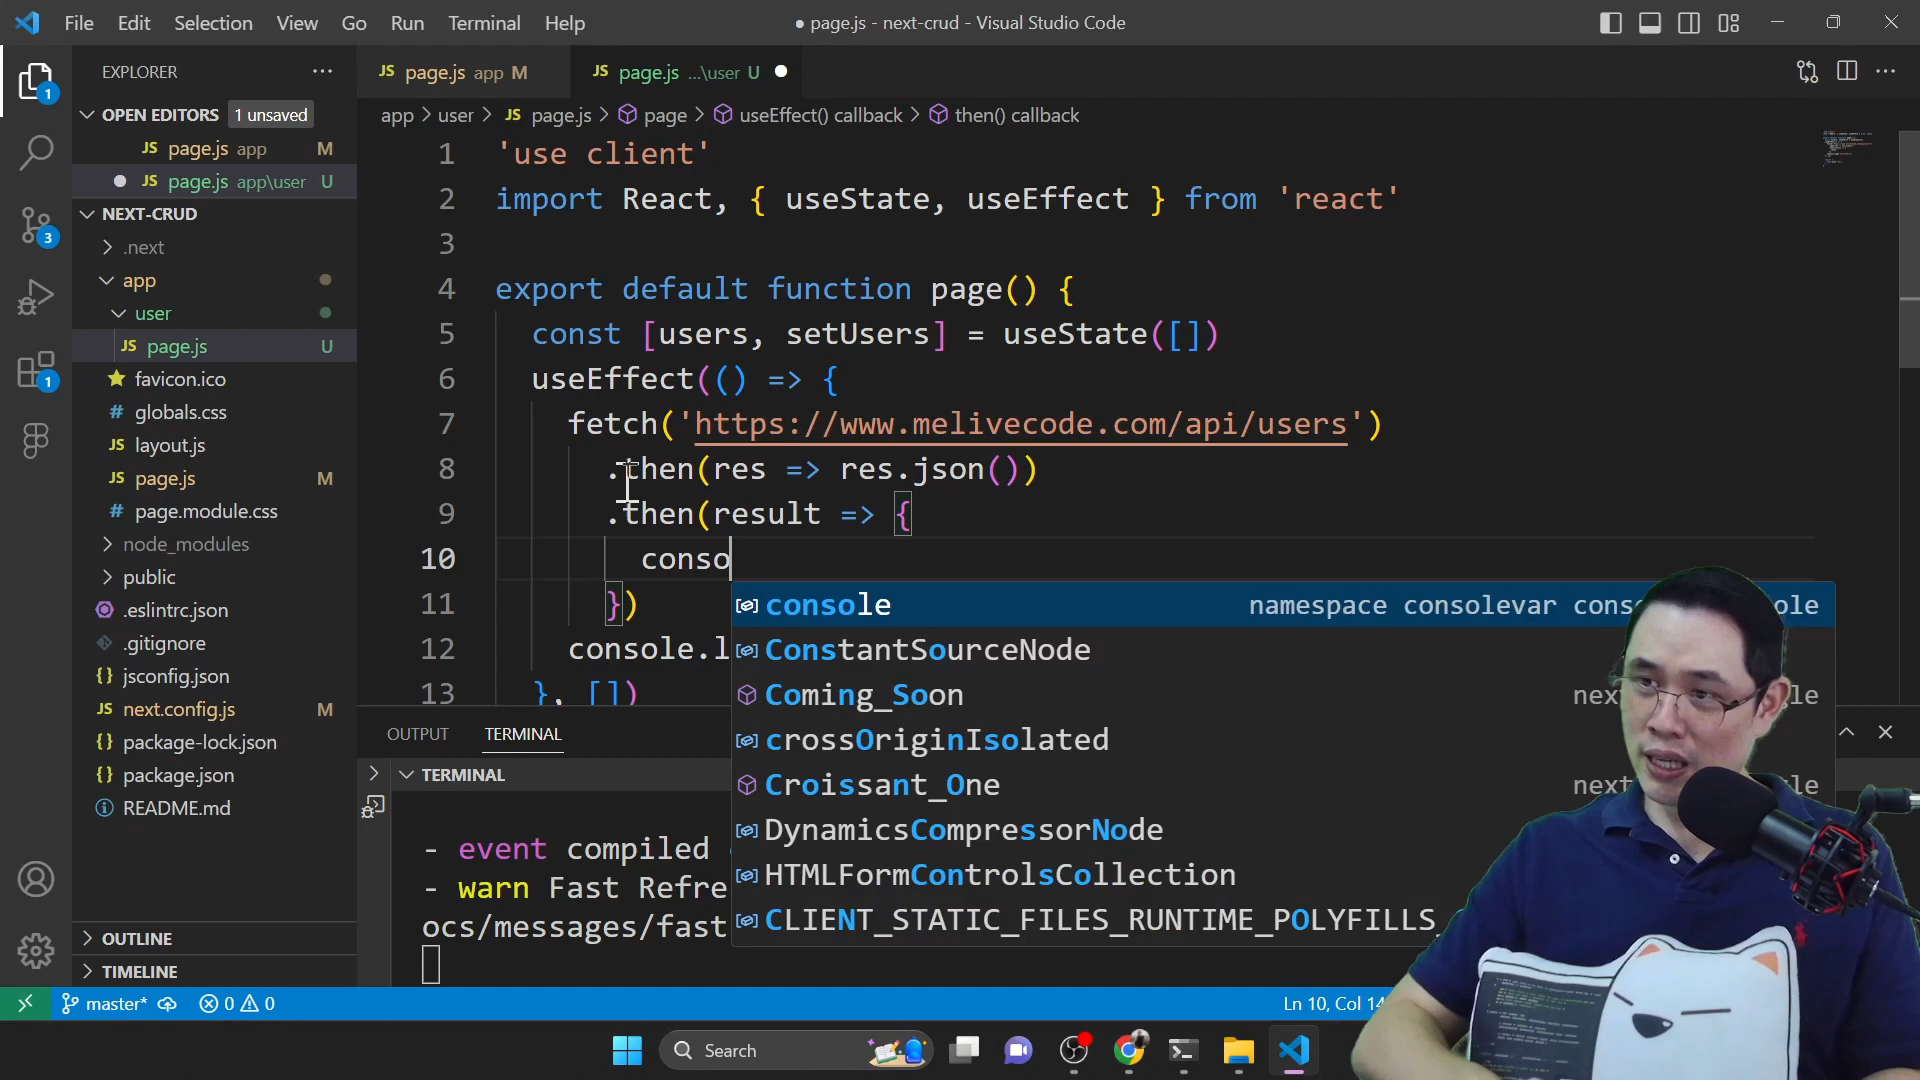 File Edit Selection View Go Run Terminal Help
● page.js - next-crud - Visual Studio Code
EXPLORER
OPEN EDITORS 1 unsaved
JS page.js app M
JS page.js app\user U
NEXT-CRUD
.next
app
user
JS page.js U
favicon.ico
# globals.css
JS layout.js
JS page.js M
# page.module.css
node_modules
public
.eslintrc.json
.gitignore
{} jsconfig.json
JS next.config.js M
{} package-lock.json
{} package.json
README.md
OUTLINE
TIMELINE
1
3
1
JS page.js app M
JS page.js ...\user U
app > user > JS page.js > page > useEffect() callback > then() callback
1 'use client'
2 import React, { useState, useEffect } from 'react'
3
4 export default function page() {
5 const [users, setUsers] = useState([])
6 useEffect(() => {
7 fetch('https://www.melivecode.com/api/users')
8 .then(res => res.json())
9 .then(result => {
10 conso
11 })
12 console.l
13 }, [])
console namespace consolevar cons ole
ConstantSourceNode
Coming_Soon nex le
crossOriginIsolated
Croissant_One next le
DynamicsCompressorNode
HTMLFormControlsCollection
CLIENT_STATIC_FILES_RUNTIME_POLYFILLS_
OUTPUT TERMINAL
TERMINAL
- event compiled
- warn Fast Refre
ocs/messages/fast
master* 0 0
Ln 10, Col 14
Search